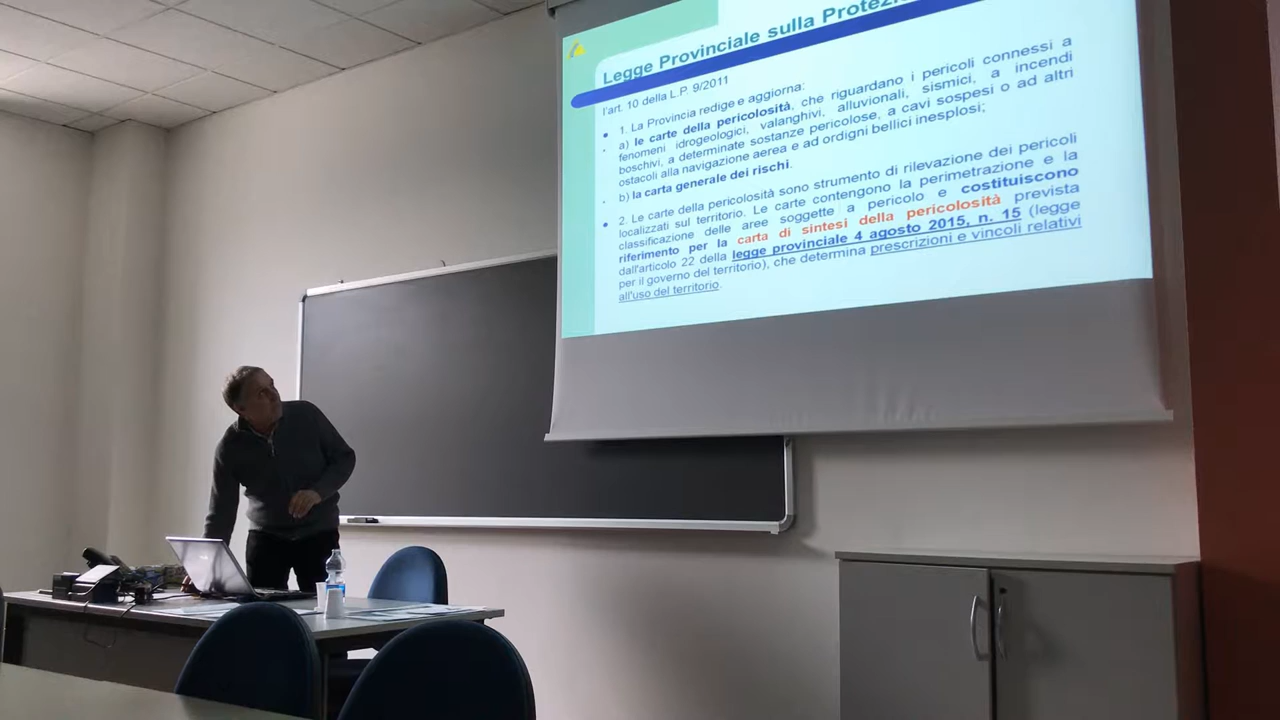 Legge Provinciale sulla
l'art. 10 della L.P. 9/2011
1. La Provincia redige e aggiorna:
a) le carte della pericolosità, che riguardano i pericoli connessi a
fenomeni idrogeologici, valanghivi, alluvionali, sismici, a incendi
boschivi, a determinate sostanze pericolose, a cavi sospesi o ad altri
ostacoli alla navigazione aerea e ad ordigni bellici inesplosi;
b) la carta generale dei rischi.
2. Le carte della pericolosità sono strumento di rilevazione dei pericoli
localizzati sul territorio. Le carte contengono la perimetrazione e la
classificazione delle aree soggette a pericolo e costituiscono
riferimento per la carta di sintesi della pericolosità prevista
dall'articolo 22 della legge provinciale 4 agosto 2015, n. 15 (legge
per il governo del territorio), che determina prescrizioni e vincoli relativi
all'uso del territorio.